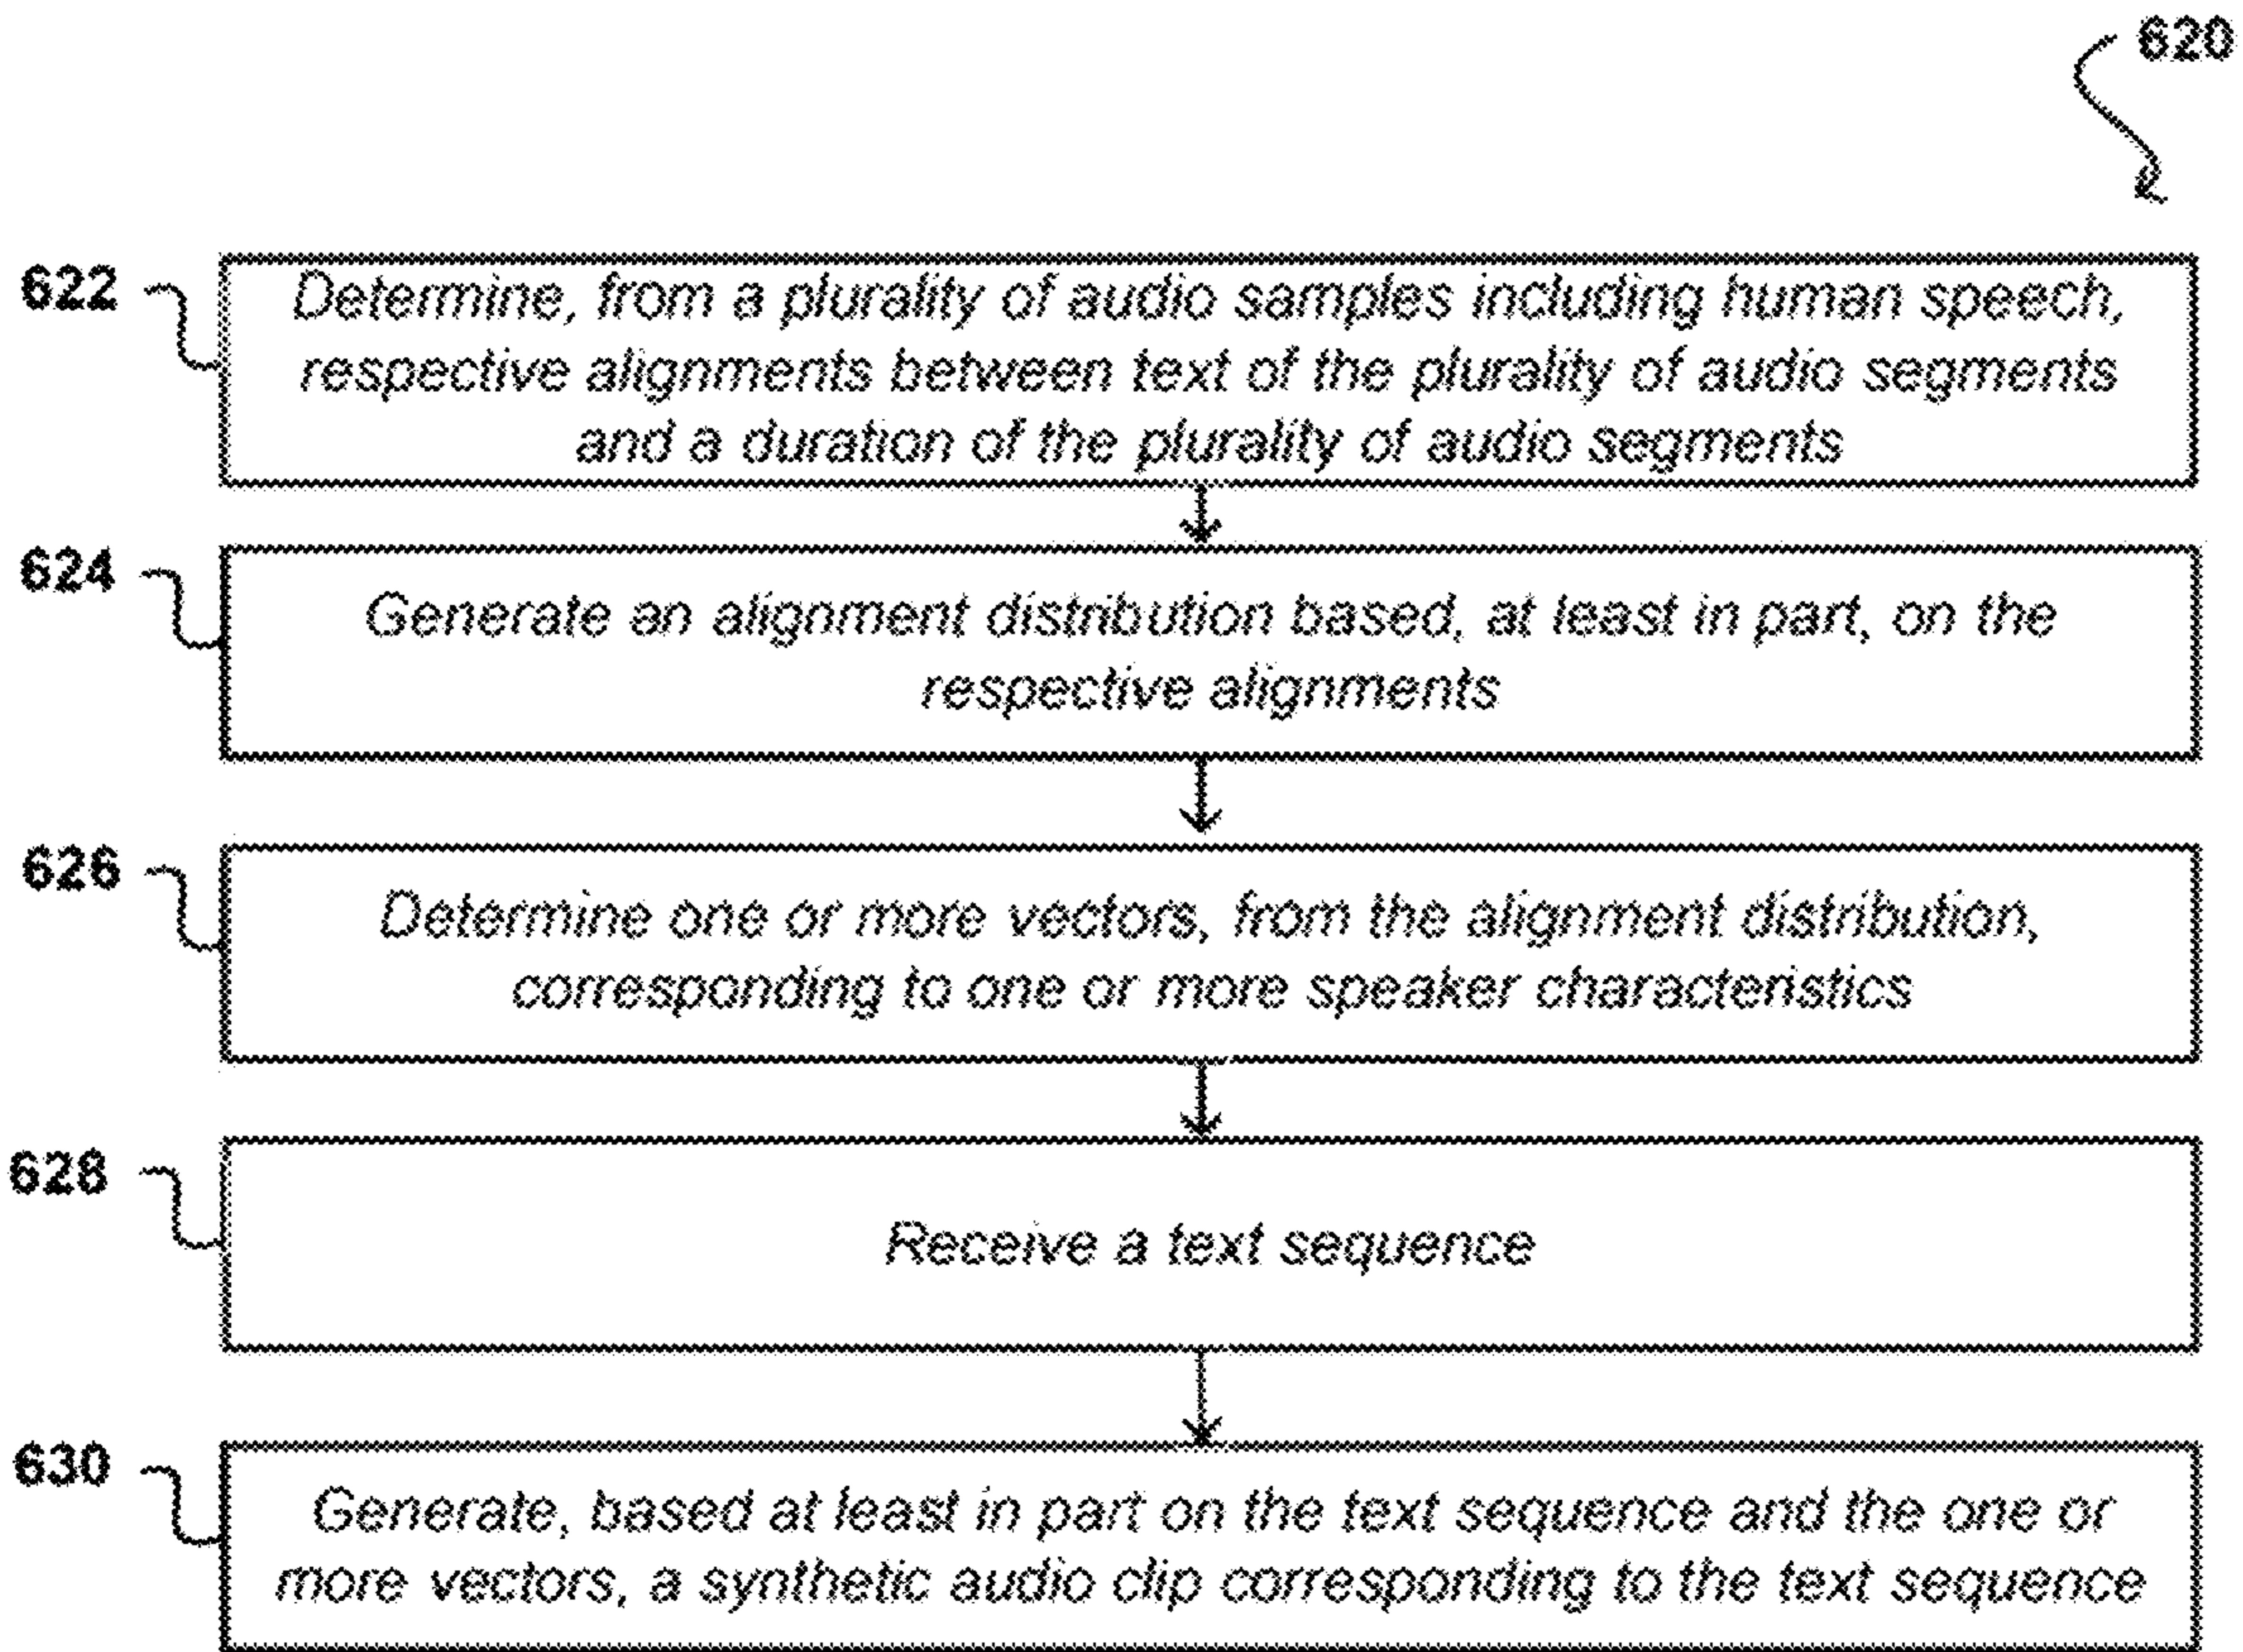 620
622
Determine, from a plurality of audio samples including human speech,
respective alignments between text of the plurality of audio segments
and a duration of the plurality of audio segments
624
Generate an alignment distribution based, at least in part, on the
respective alignments
626
Determine one or more vectors, from the alignment distribution,
corresponding to one or more speaker characteristics
628
Receive a text sequence
630
Generate, based at least in part on the text sequence and the one or
more vectors, a synthetic audio clip corresponding to the text sequence